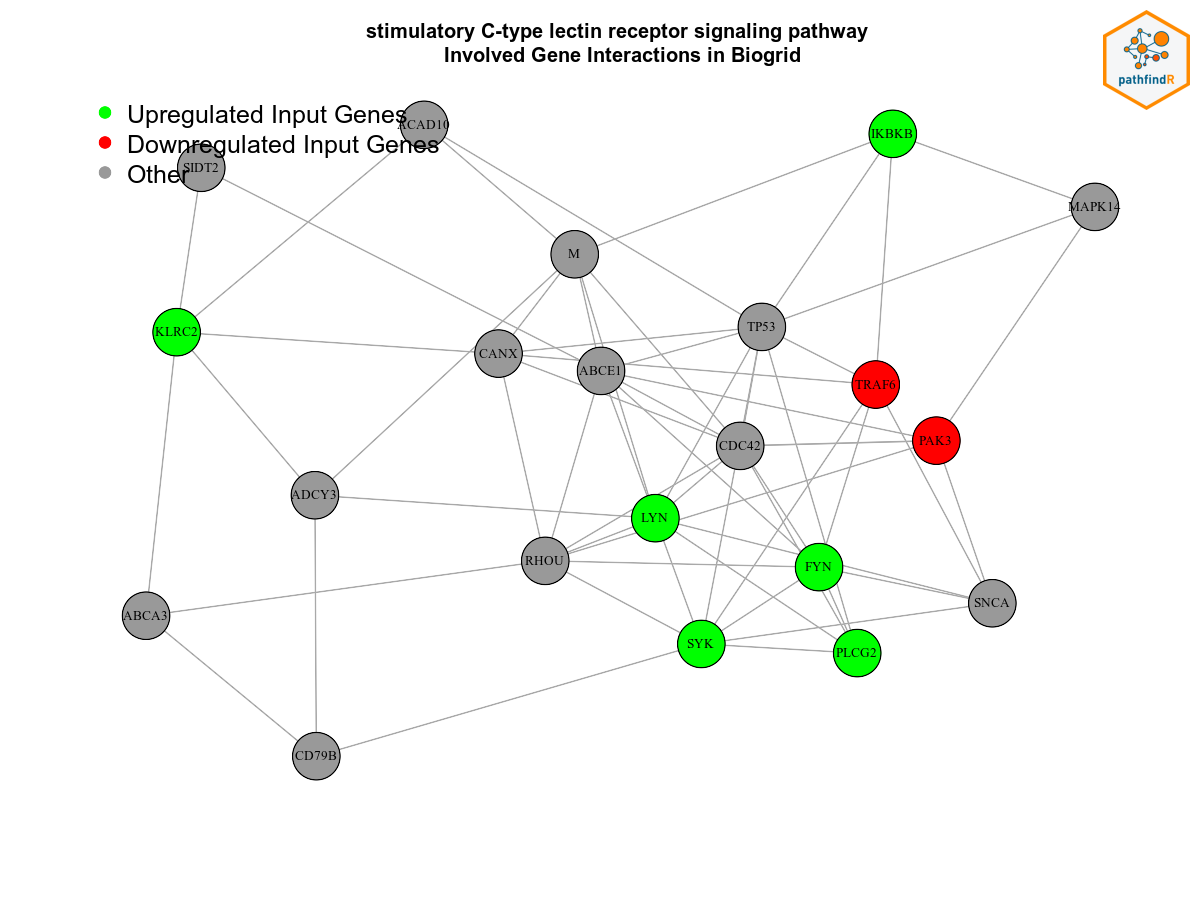 stimulatory C-type lectin receptor signaling pathway
Involved Gene Interactions in Biogrid
pathfindR
Upregulated Input Genes
Downregulated Input Genes
Other
ACAD10
SIDT2
IKBKB
MAPK14
M
KLRC2
TP53
CANX
ABCE1
TRAF6
CDC42
PAK3
ADCY3
LYN
RHOU
FYN
SNCA
ABCA3
SYK
PLCG2
CD79B